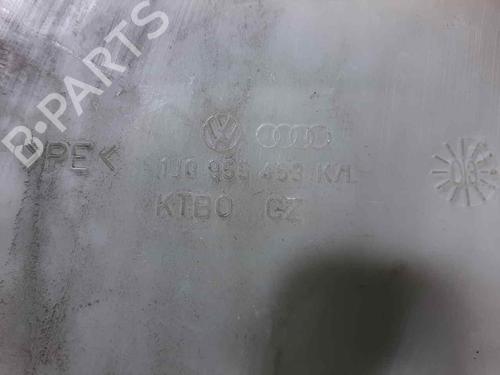 B-PARTS
>PE<
1J0 955 453 K/L
KTBO GZ